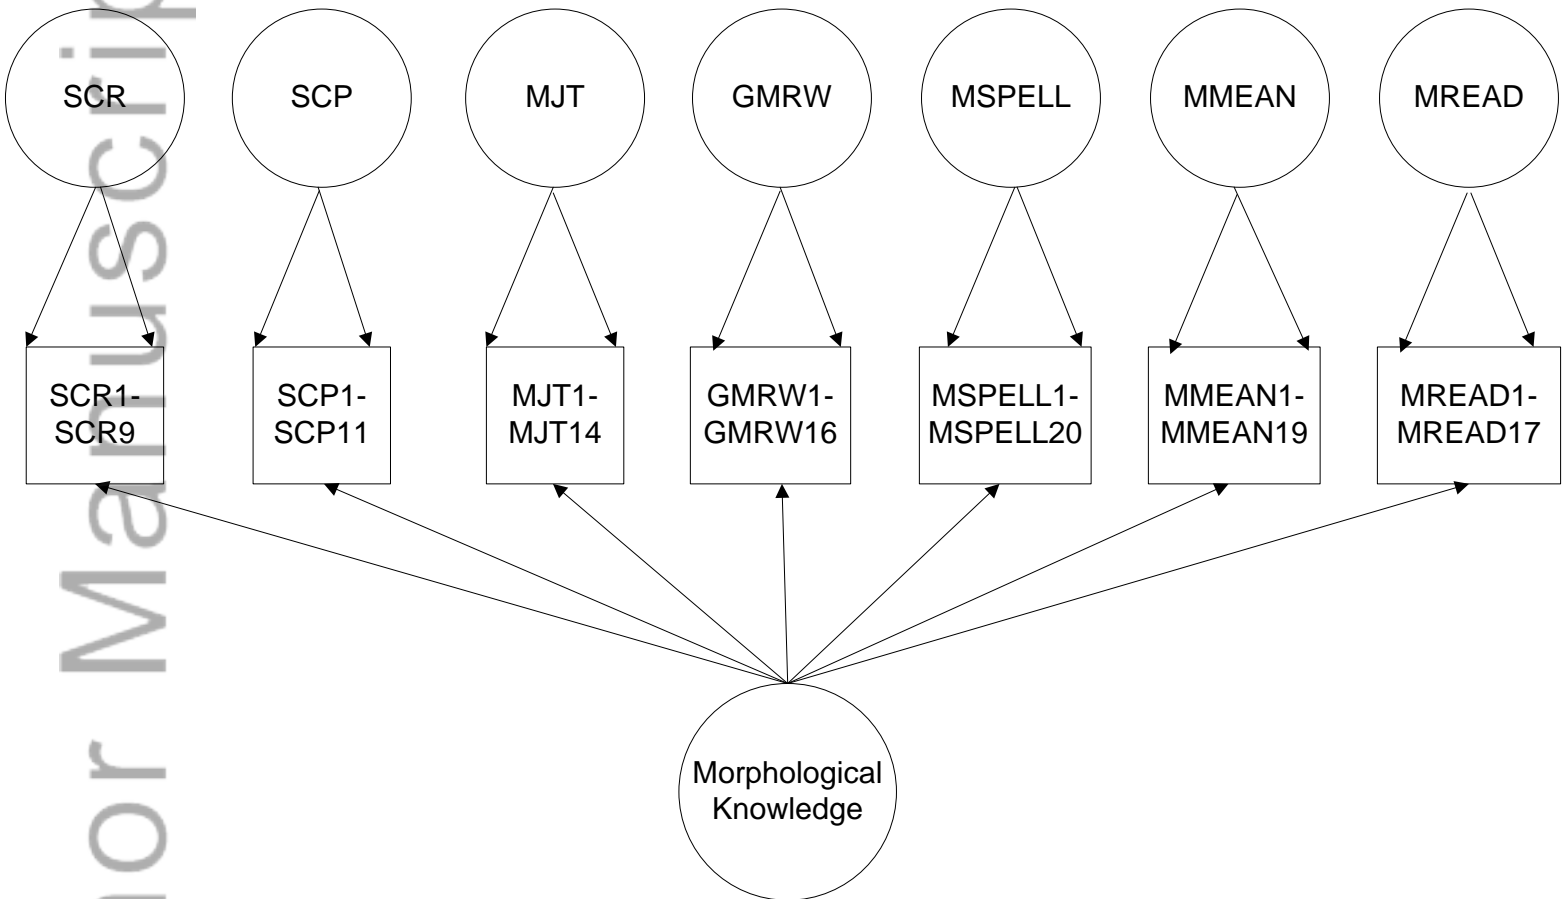 SCR
SCP
MJT
GMRW
MSPELL
MMEAN
MREAD
SCR1-
SCR9
SCP1-
SCP11
MJT1-
MJT14
GMRW1-
GMRW16
MSPELL1-
MSPELL20
MMEAN1-
MMEAN19
MREAD1-
MREAD17
Morphological
Knowledge